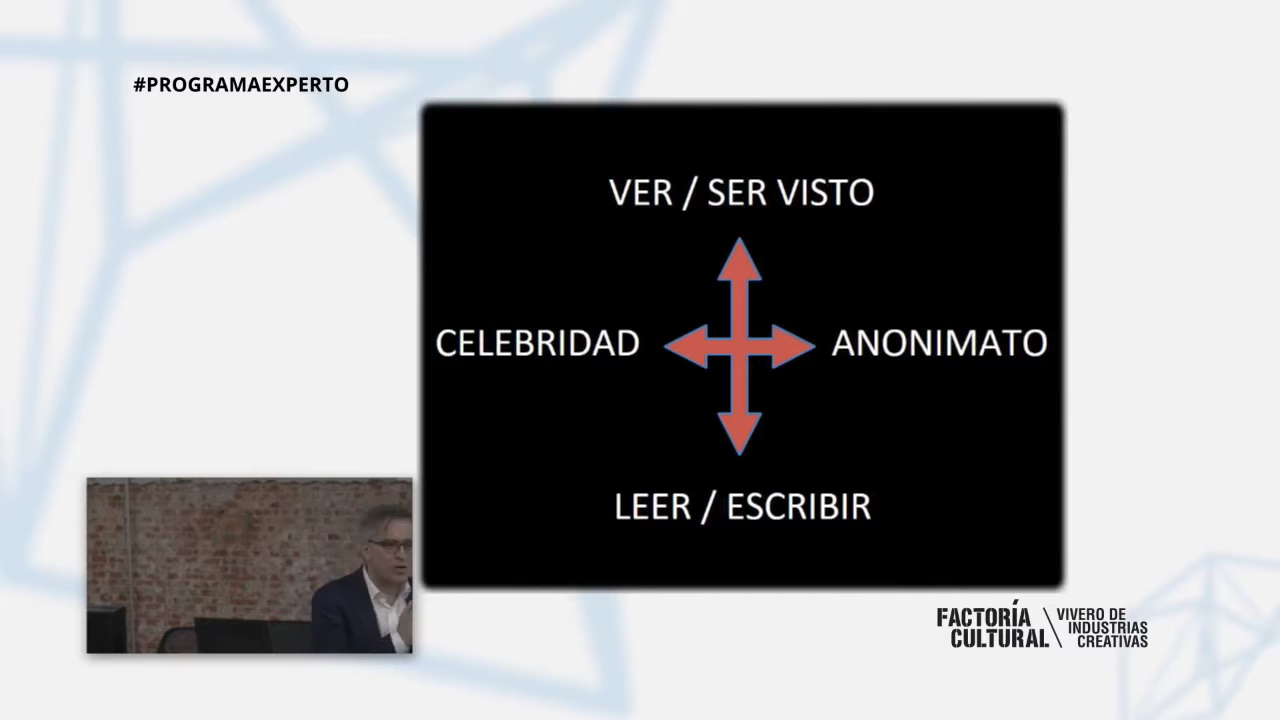 #PROGRAMAEXPERTO
VER / SER VISTO
CELEBRIDAD
ANONIMATO
LEER / ESCRIBIR
FACTORÍA
CULTURAL
VIVERO DE
INDUSTRIAS
CREATIVAS